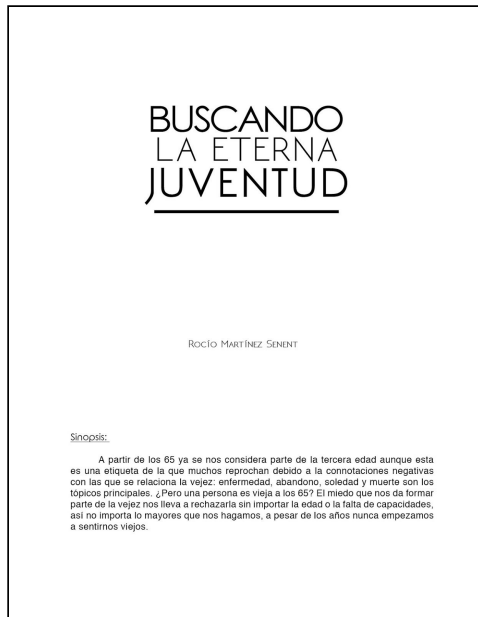 BUSCANDO
LA ETERNA
JUVENTUD
Rocío Martínez Senent
Sinopsis:
A partir de los 65 ya se nos considera parte de la tercera edad aunque esta
es una etiqueta de la que muchos reprochan debido a la connotaciones negativas
con las que se relaciona la vejez: enfermedad, abandono, soledad y muerte son los
tópicos principales. ¿Pero una persona es vieja a los 65? El miedo que nos da formar
parte de la vejez nos lleva a rechazarla sin importar la edad o la falta de capacidades,
así no importa lo mayores que nos hagamos, a pesar de los años nunca empezamos
a sentirnos viejos.